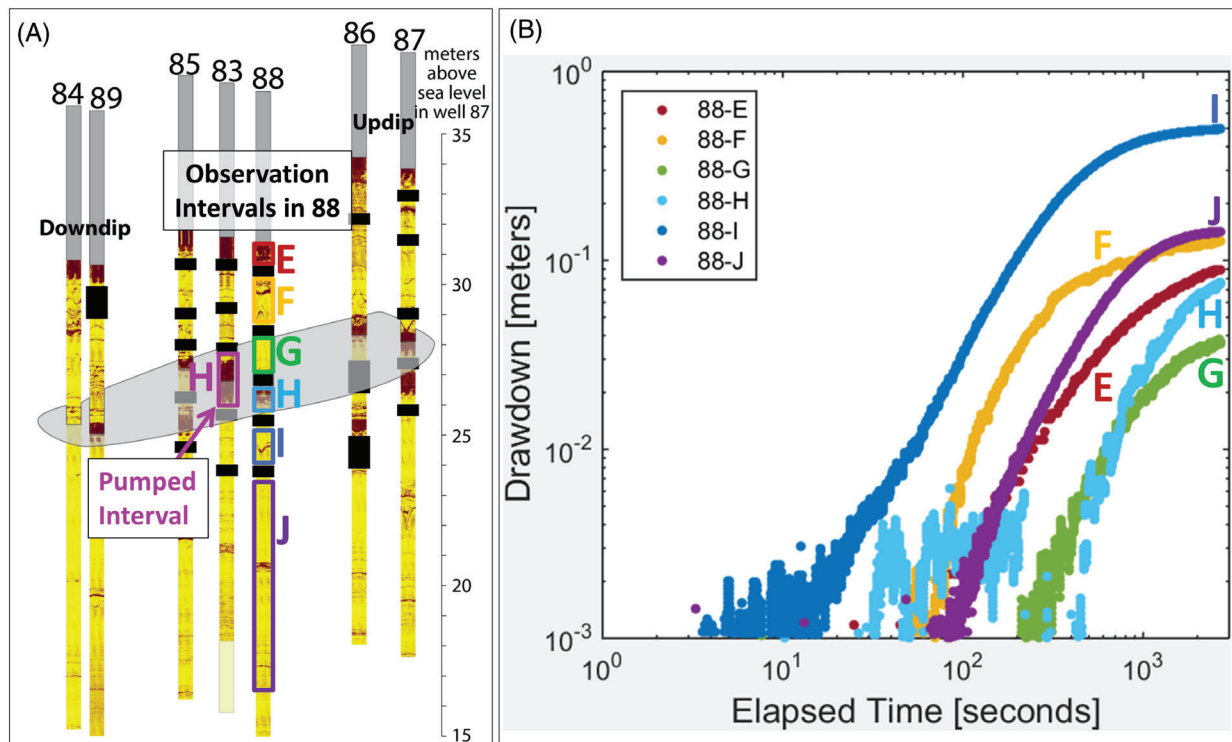 (A)
84
89
85
83
88
86
87
meters
above
sea level
in well 87
Updip
Downdip
Observation
Intervals in 88
E
F
G
H
H
I
J
Pumped
Interval
35
30
25
20
15
(B)
10^0
10^-1
10^-2
10^-3
Drawdown [meters]
88-E
88-F
88-G
88-H
88-I
88-J
I
J
F
H
E
G
10^0
10^1
10^2
10^3
Elapsed Time [seconds]